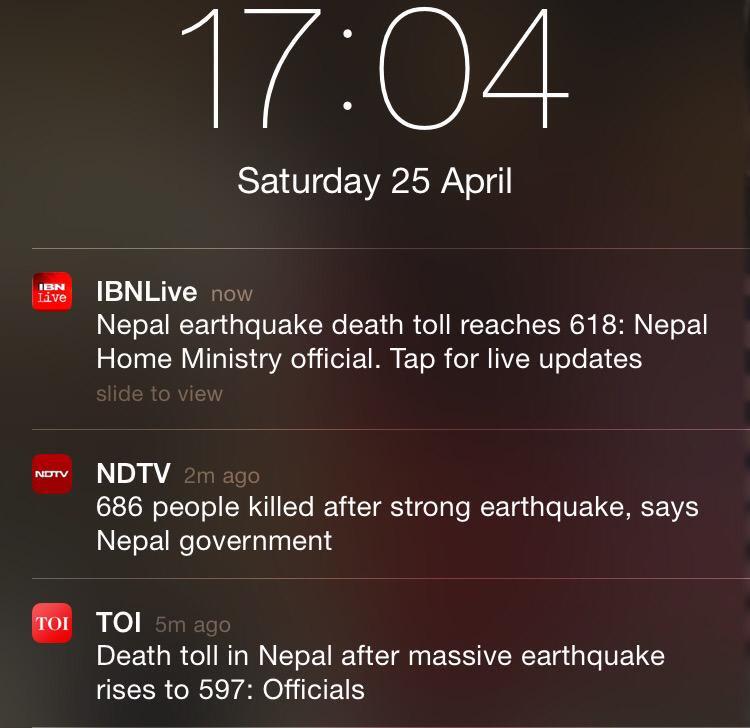 17:04
Saturday 25 April
IBN
Live
IBNLive now
Nepal earthquake death toll reaches 618: Nepal
Home Ministry official. Tap for live updates
slide to view
NDTV
NDTV 2m ago
686 people killed after strong earthquake, says
Nepal government
TOI
TOI 5m ago
Death toll in Nepal after massive earthquake
rises to 597: Officials